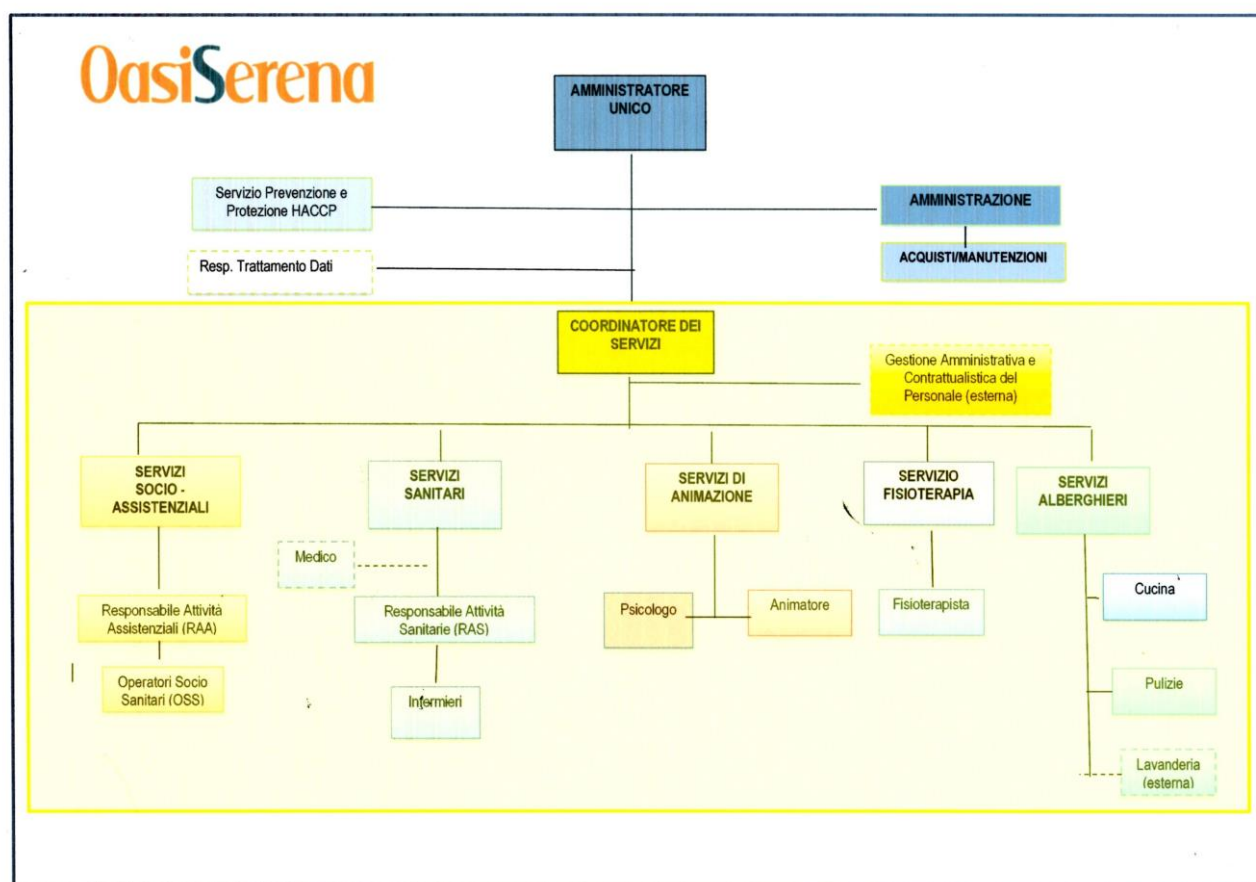 OasiSerena
AMMINISTRATORE
UNICO
Servizio Prevenzione e
Protezione HACCP
AMMINISTRAZIONE
Resp. Trattamento Dati
ACQUISTI/MANUTENZIONI
COORDINATORE DEI
SERVIZI
Gestione Amministrativa e
Contrattualistica del
Personale (esterna)
SERVIZI
SOCIO -
ASSISTENZIALI
SERVIZI
SANITARI
SERVIZI DI
ANIMAZIONE
SERVIZIO
FISIOTERAPIA
SERVIZI
ALBERGHIERI
Medico
Cucina
Responsabile Attività
Assistenziali (RAA)
Responsabile Attività
Sanitarie (RAS)
Psicologo
Animatore
Fisioterapista
Operatori Socio
Sanitari (OSS)
Infermieri
Pulizie
Lavanderia
(esterna)